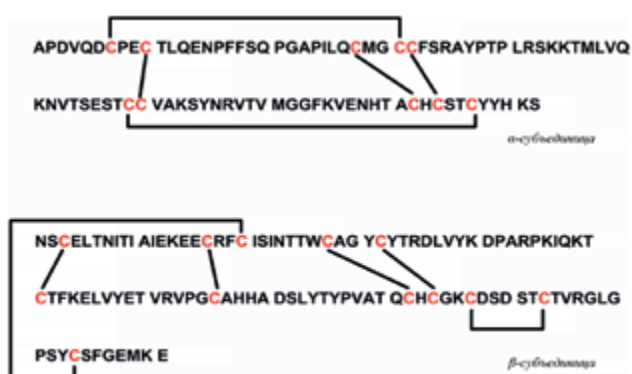 APDVQDCPEC TLQENPFFSQ PGAPILQCMG CCFSRAYPTP LRSKKTMLVQ
KNVTSESTCC VAKSYNRVTV MGGFKVENHT ACHCSTCYYH KS
α-субъединица
NSCELTNITI AIEKEECRFC ISINTTWCAG YCYTRDLVYK DPARPKIQKT
CTFKELVYET VRVPGCAHHA DSLYTYPVAT QCHCGKCDSD STCTVRGLG
PSYCSFGEMK E
β-субъединица